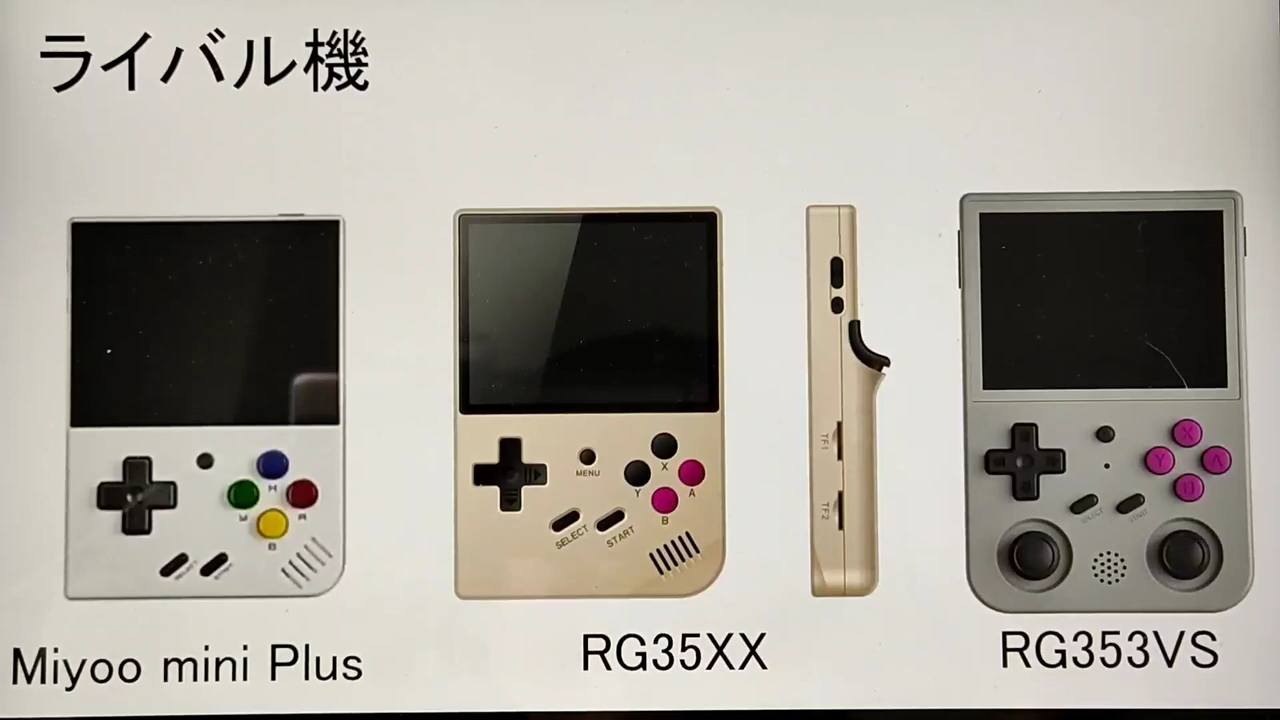 ライバル機
MENU
X
Y
A
B
SELECT
START
TF1
TF2
X
Y
A
Miyoo mini Plus
RG35XX
RG353VS